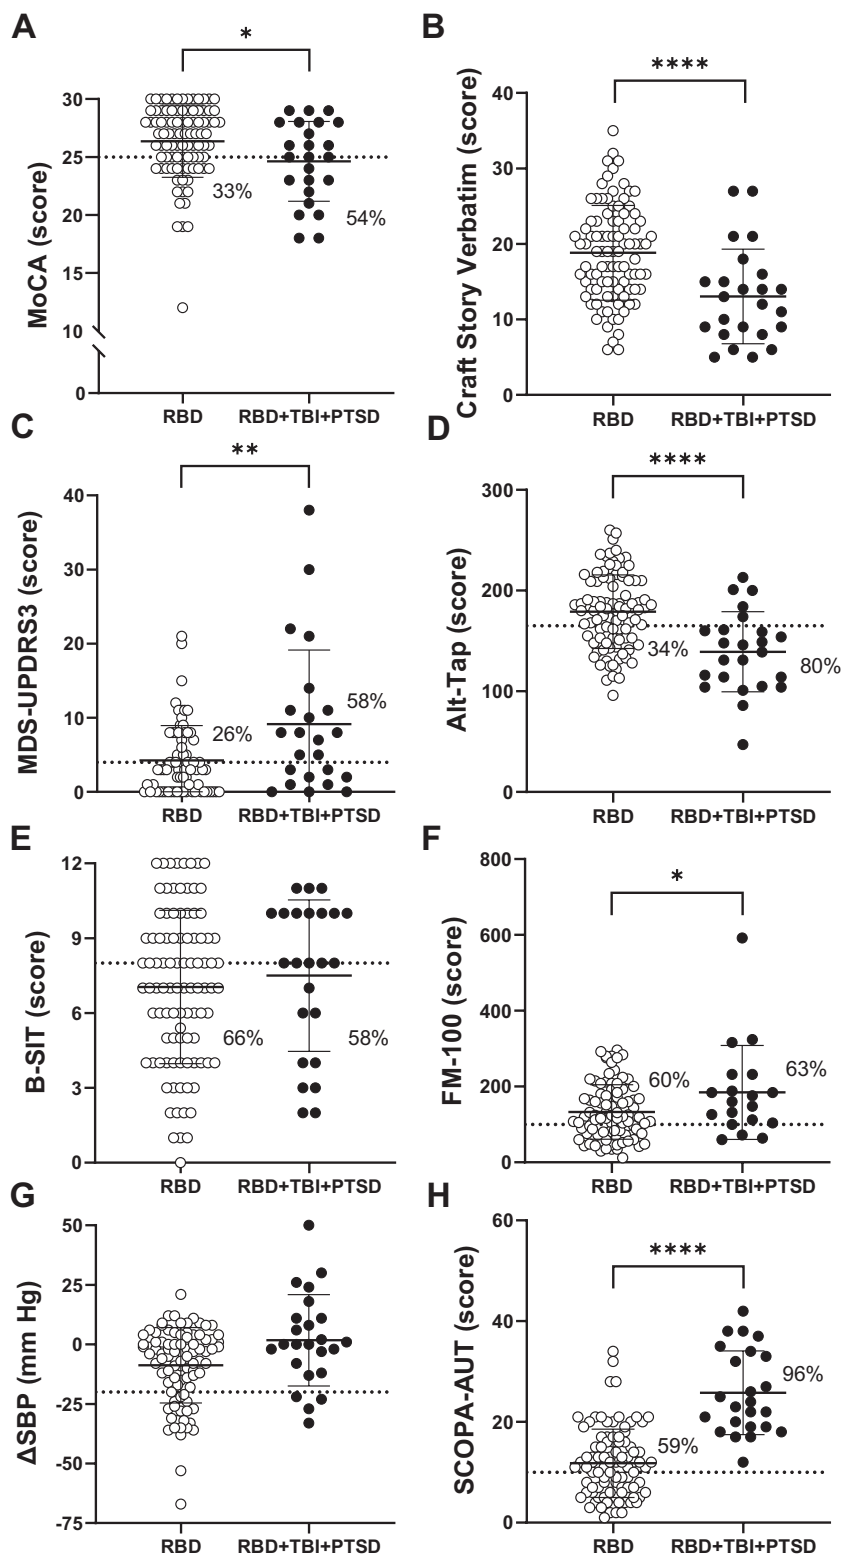 A
*
MoCA (score)
30
25
20
15
10
0
33%
54%
RBD
RBD+TBI+PTSD
B
****
Craft Story Verbatim (score)
40
30
20
10
0
RBD
RBD+TBI+PTSD
C
**
MDS-UPDRS3 (score)
40
30
20
10
0
26%
58%
RBD
RBD+TBI+PTSD
D
****
Alt-Tap (score)
300
200
100
0
34%
80%
RBD
RBD+TBI+PTSD
E
B-SIT (score)
12
9
6
3
0
66%
58%
RBD
RBD+TBI+PTSD
F
*
FM-100 (score)
800
600
400
200
0
60%
63%
RBD
RBD+TBI+PTSD
G
ΔSBP (mm Hg)
50
25
0
-25
-50
-75
RBD
RBD+TBI+PTSD
H
****
SCOPA-AUT (score)
60
40
20
0
59%
96%
RBD
RBD+TBI+PTSD